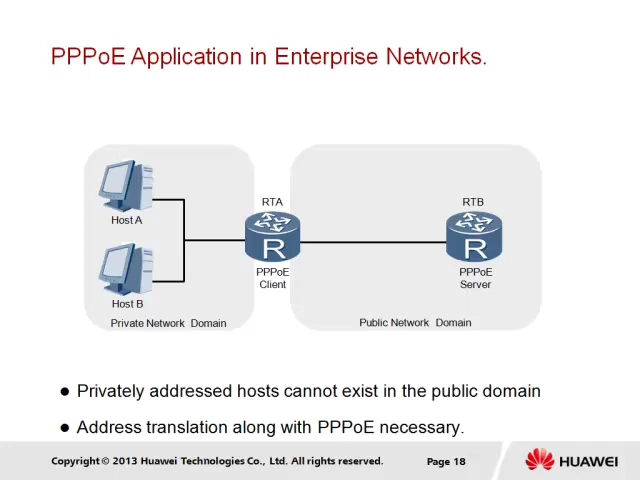 PPPoE Application in Enterprise Networks.
RTA
RTB
Host A
R
R
PPPoE
Client
PPPoE
Server
Host B
Private Network Domain
Public Network Domain
● Privately addressed hosts cannot exist in the public domain
● Address translation along with PPPoE necessary.
Copyright © 2013 Huawei Technologies Co., Ltd. All rights reserved.
Page 18
HUAWEI